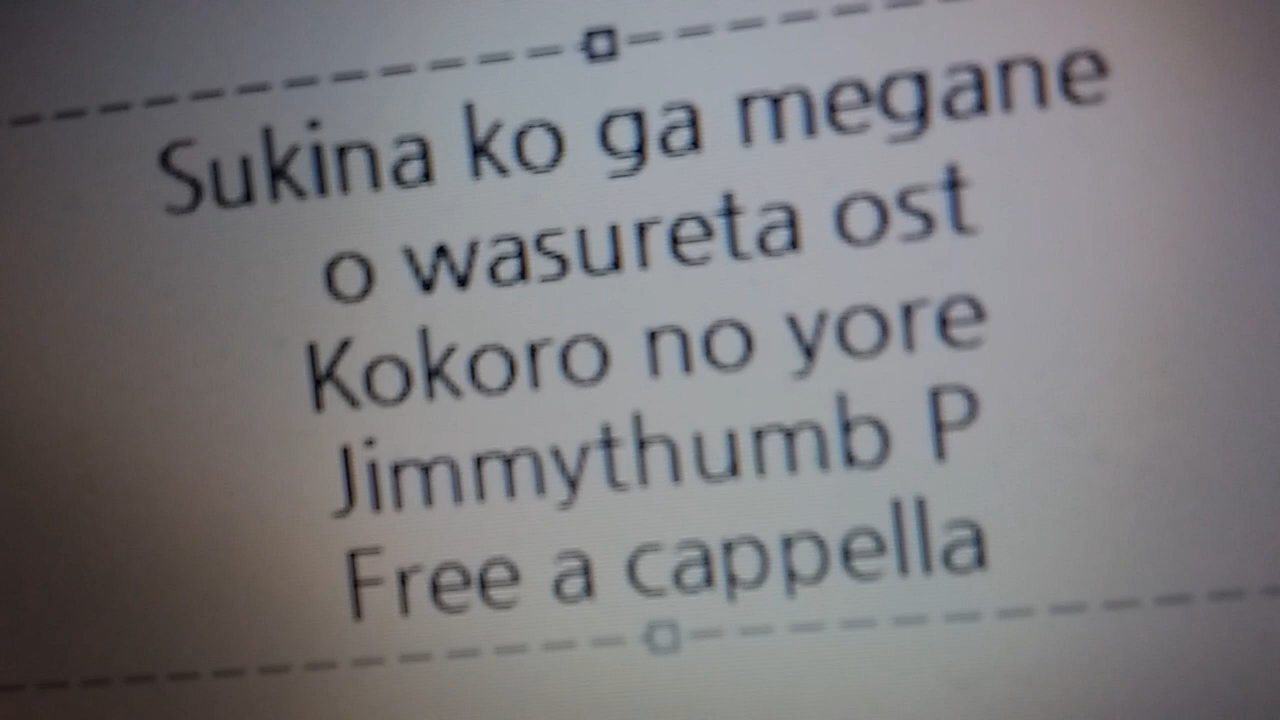 Sukina ko ga megane
o wasureta ost
Kokoro no yore
Jimmythumb P
Free a cappella